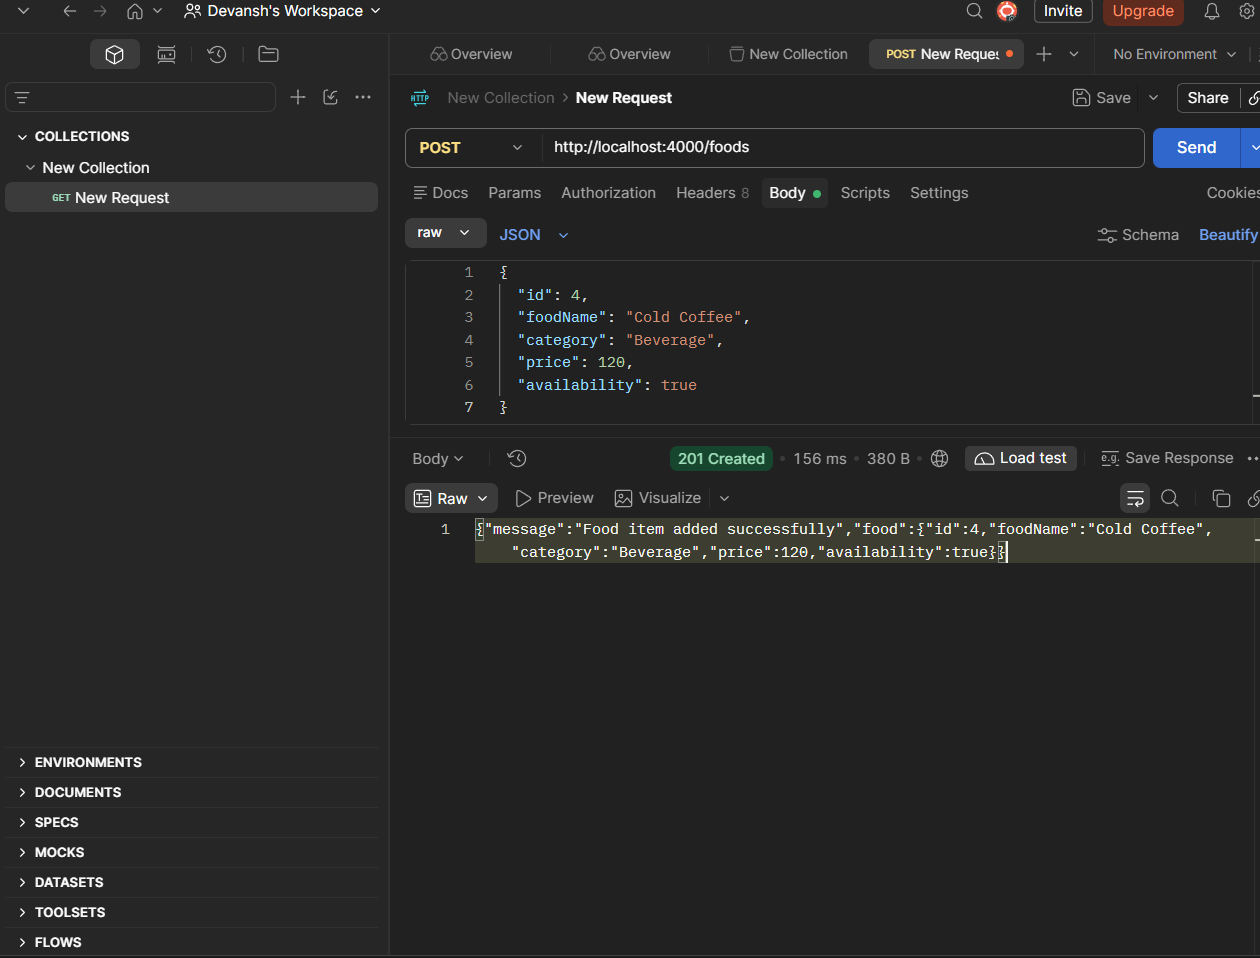 Devansh's Workspace
Invite
Upgrade
Overview
Overview
New Collection
POST New Reques
No Environment
COLLECTIONS
New Collection
GET New Request
ENVIRONMENTS
DOCUMENTS
SPECS
MOCKS
DATASETS
TOOLSETS
FLOWS
HTTP New Collection > New Request
Save
Share
POST http://localhost:4000/foods
Send
Docs Params Authorization Headers 8 Body Scripts Settings
Cookies
raw JSON
Schema Beautify
1 {
2 "id": 4,
3 "foodName": "Cold Coffee",
4 "category": "Beverage",
5 "price": 120,
6 "availability": true
7 }
Body
201 Created • 156 ms • 380 B •
Load test
e.g. Save Response
Raw Preview Visualize
1 {"message":"Food item added successfully","food":{"id":4,"foodName":"Cold Coffee",
"category":"Beverage","price":120,"availability":true}}